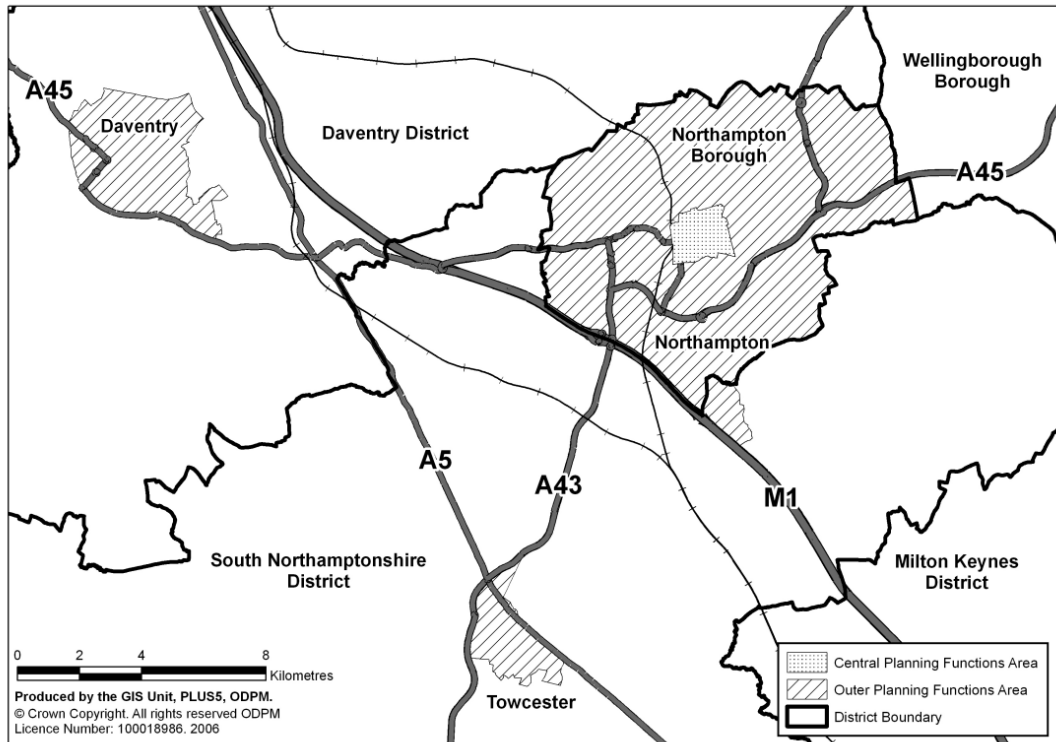 Wellingborough
Borough
A45
Daventry
Daventry District
Northampton
Borough
A45
Northampton
A5
A43
M1
South Northamptonshire
District
Milton Keynes
District
Towcester
0 2 4 8
Kilometres
Produced by the GIS Unit, PLUS5, ODPM.
© Crown Copyright. All rights reserved ODPM
Licence Number: 100018986. 2006
Central Planning Functions Area
Outer Planning Functions Area
District Boundary